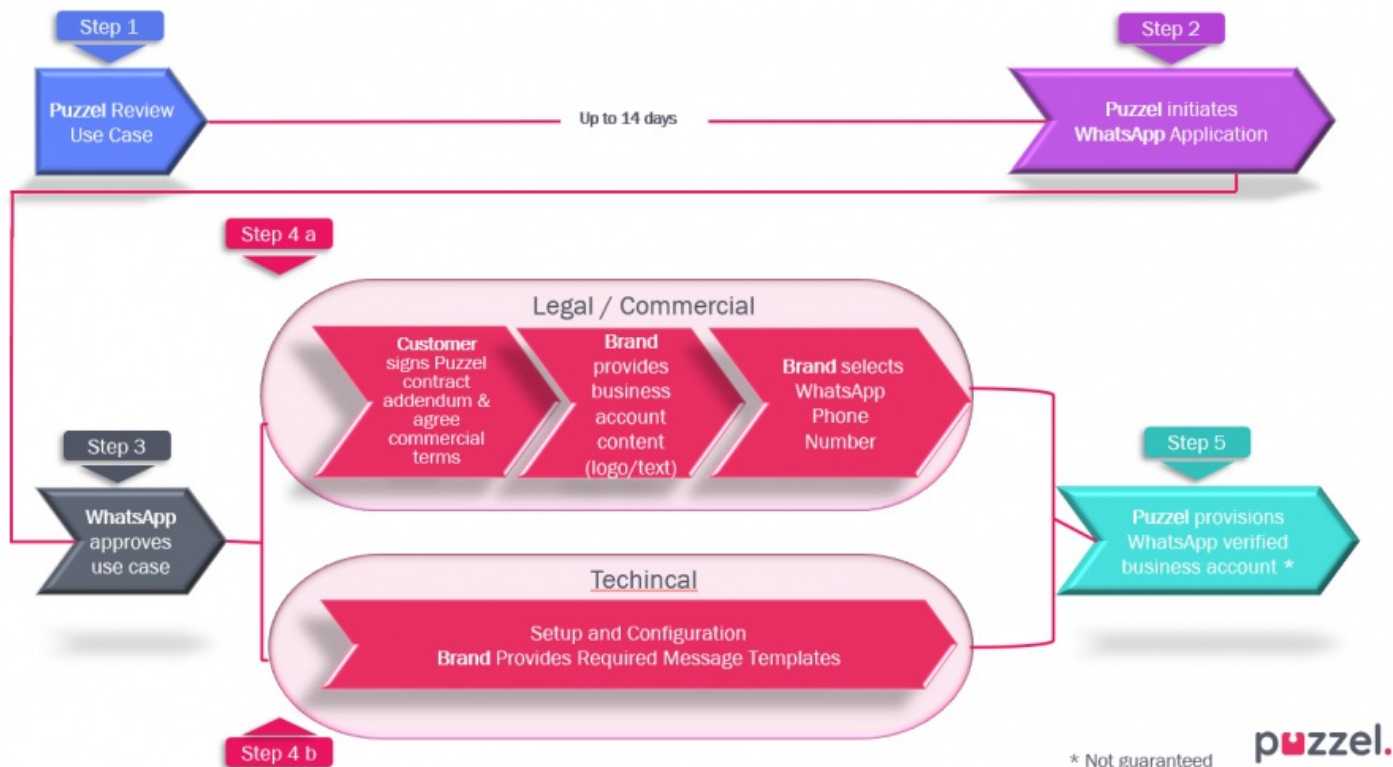 Step 1
Puzzel Review
Use Case
Up to 14 days
Step 2
Puzzel initiates
WhatsApp Application
Step 4 a
Legal / Commercial
Customer
signs Puzzel
contract
addendum &
agree
commercial
terms
Brand
provides
business
account
content
(logo/text)
Brand selects
WhatsApp
Phone
Number
Step 3
WhatsApp
approves
use case
Techincal
Setup and Configuration
Brand Provides Required Message Templates
Step 4 b
Step 5
Puzzel provisions
WhatsApp verified
business account *
* Not guaranteed
puzzel.